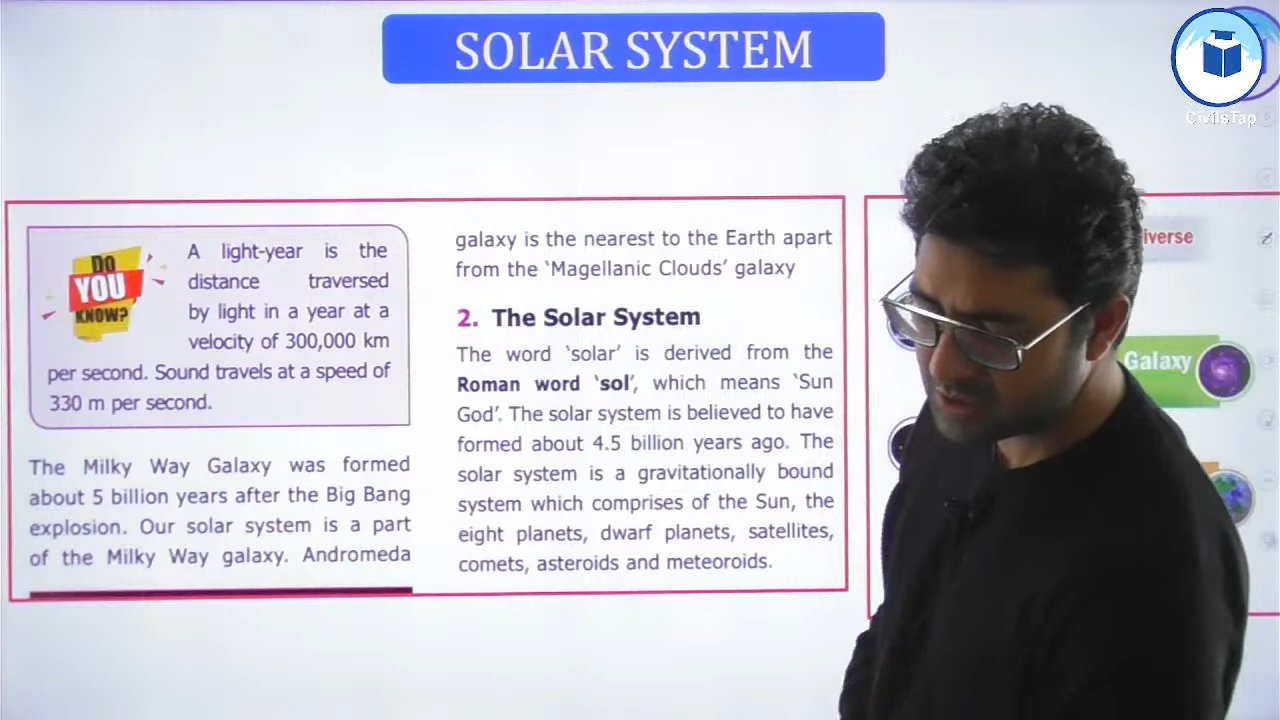 SOLAR SYSTEM
CivilsTap
DO
YOU
KNOW?
A light-year is the
distance traversed
by light in a year at a
velocity of 300,000 km
per second. Sound travels at a speed of
330 m per second.
The Milky Way Galaxy was formed
about 5 billion years after the Big Bang
explosion. Our solar system is a part
of the Milky Way galaxy. Andromeda
galaxy is the nearest to the Earth apart
from the ‘Magellanic Clouds’ galaxy
2. The Solar System
The word ‘solar’ is derived from the
Roman word ‘sol’, which means ‘Sun
God’. The solar system is believed to have
formed about 4.5 billion years ago. The
solar system is a gravitationally bound
system which comprises of the Sun, the
eight planets, dwarf planets, satellites,
comets, asteroids and meteoroids.
iverse
Galaxy